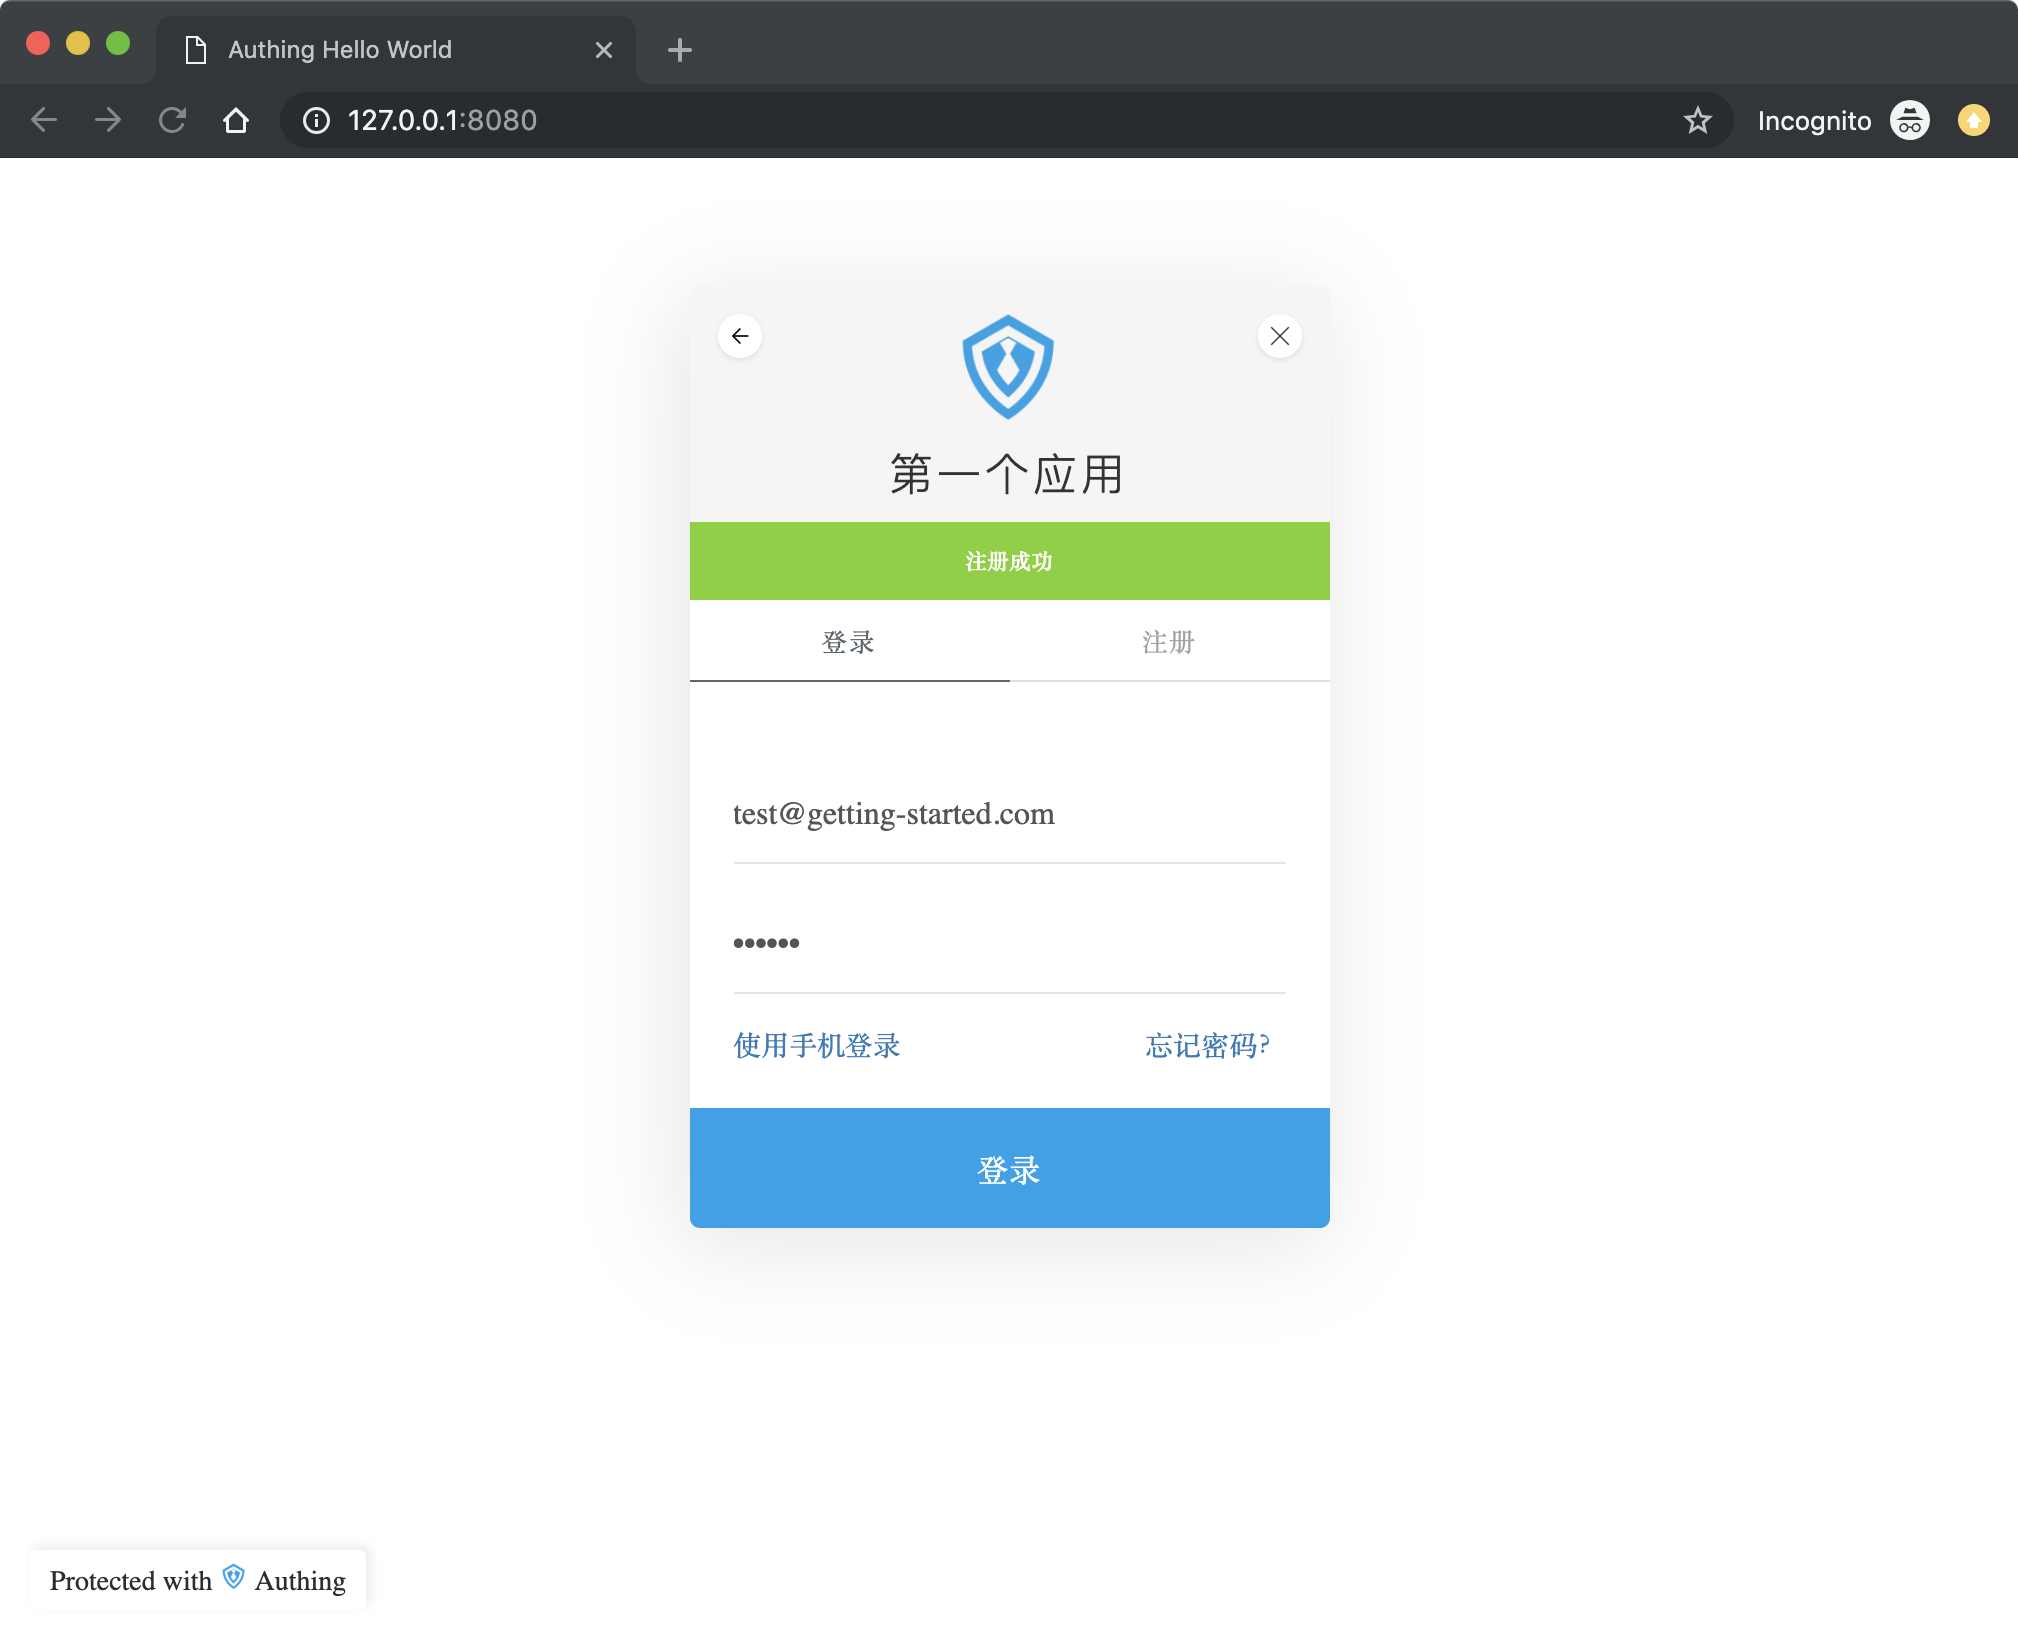 Authing Hello World
127.0.0.1:8080
Incognito
第一个应用
注册成功
登录
注册
test@getting-started.com
••••••
使用手机登录
忘记密码?
登录
Protected with Authing